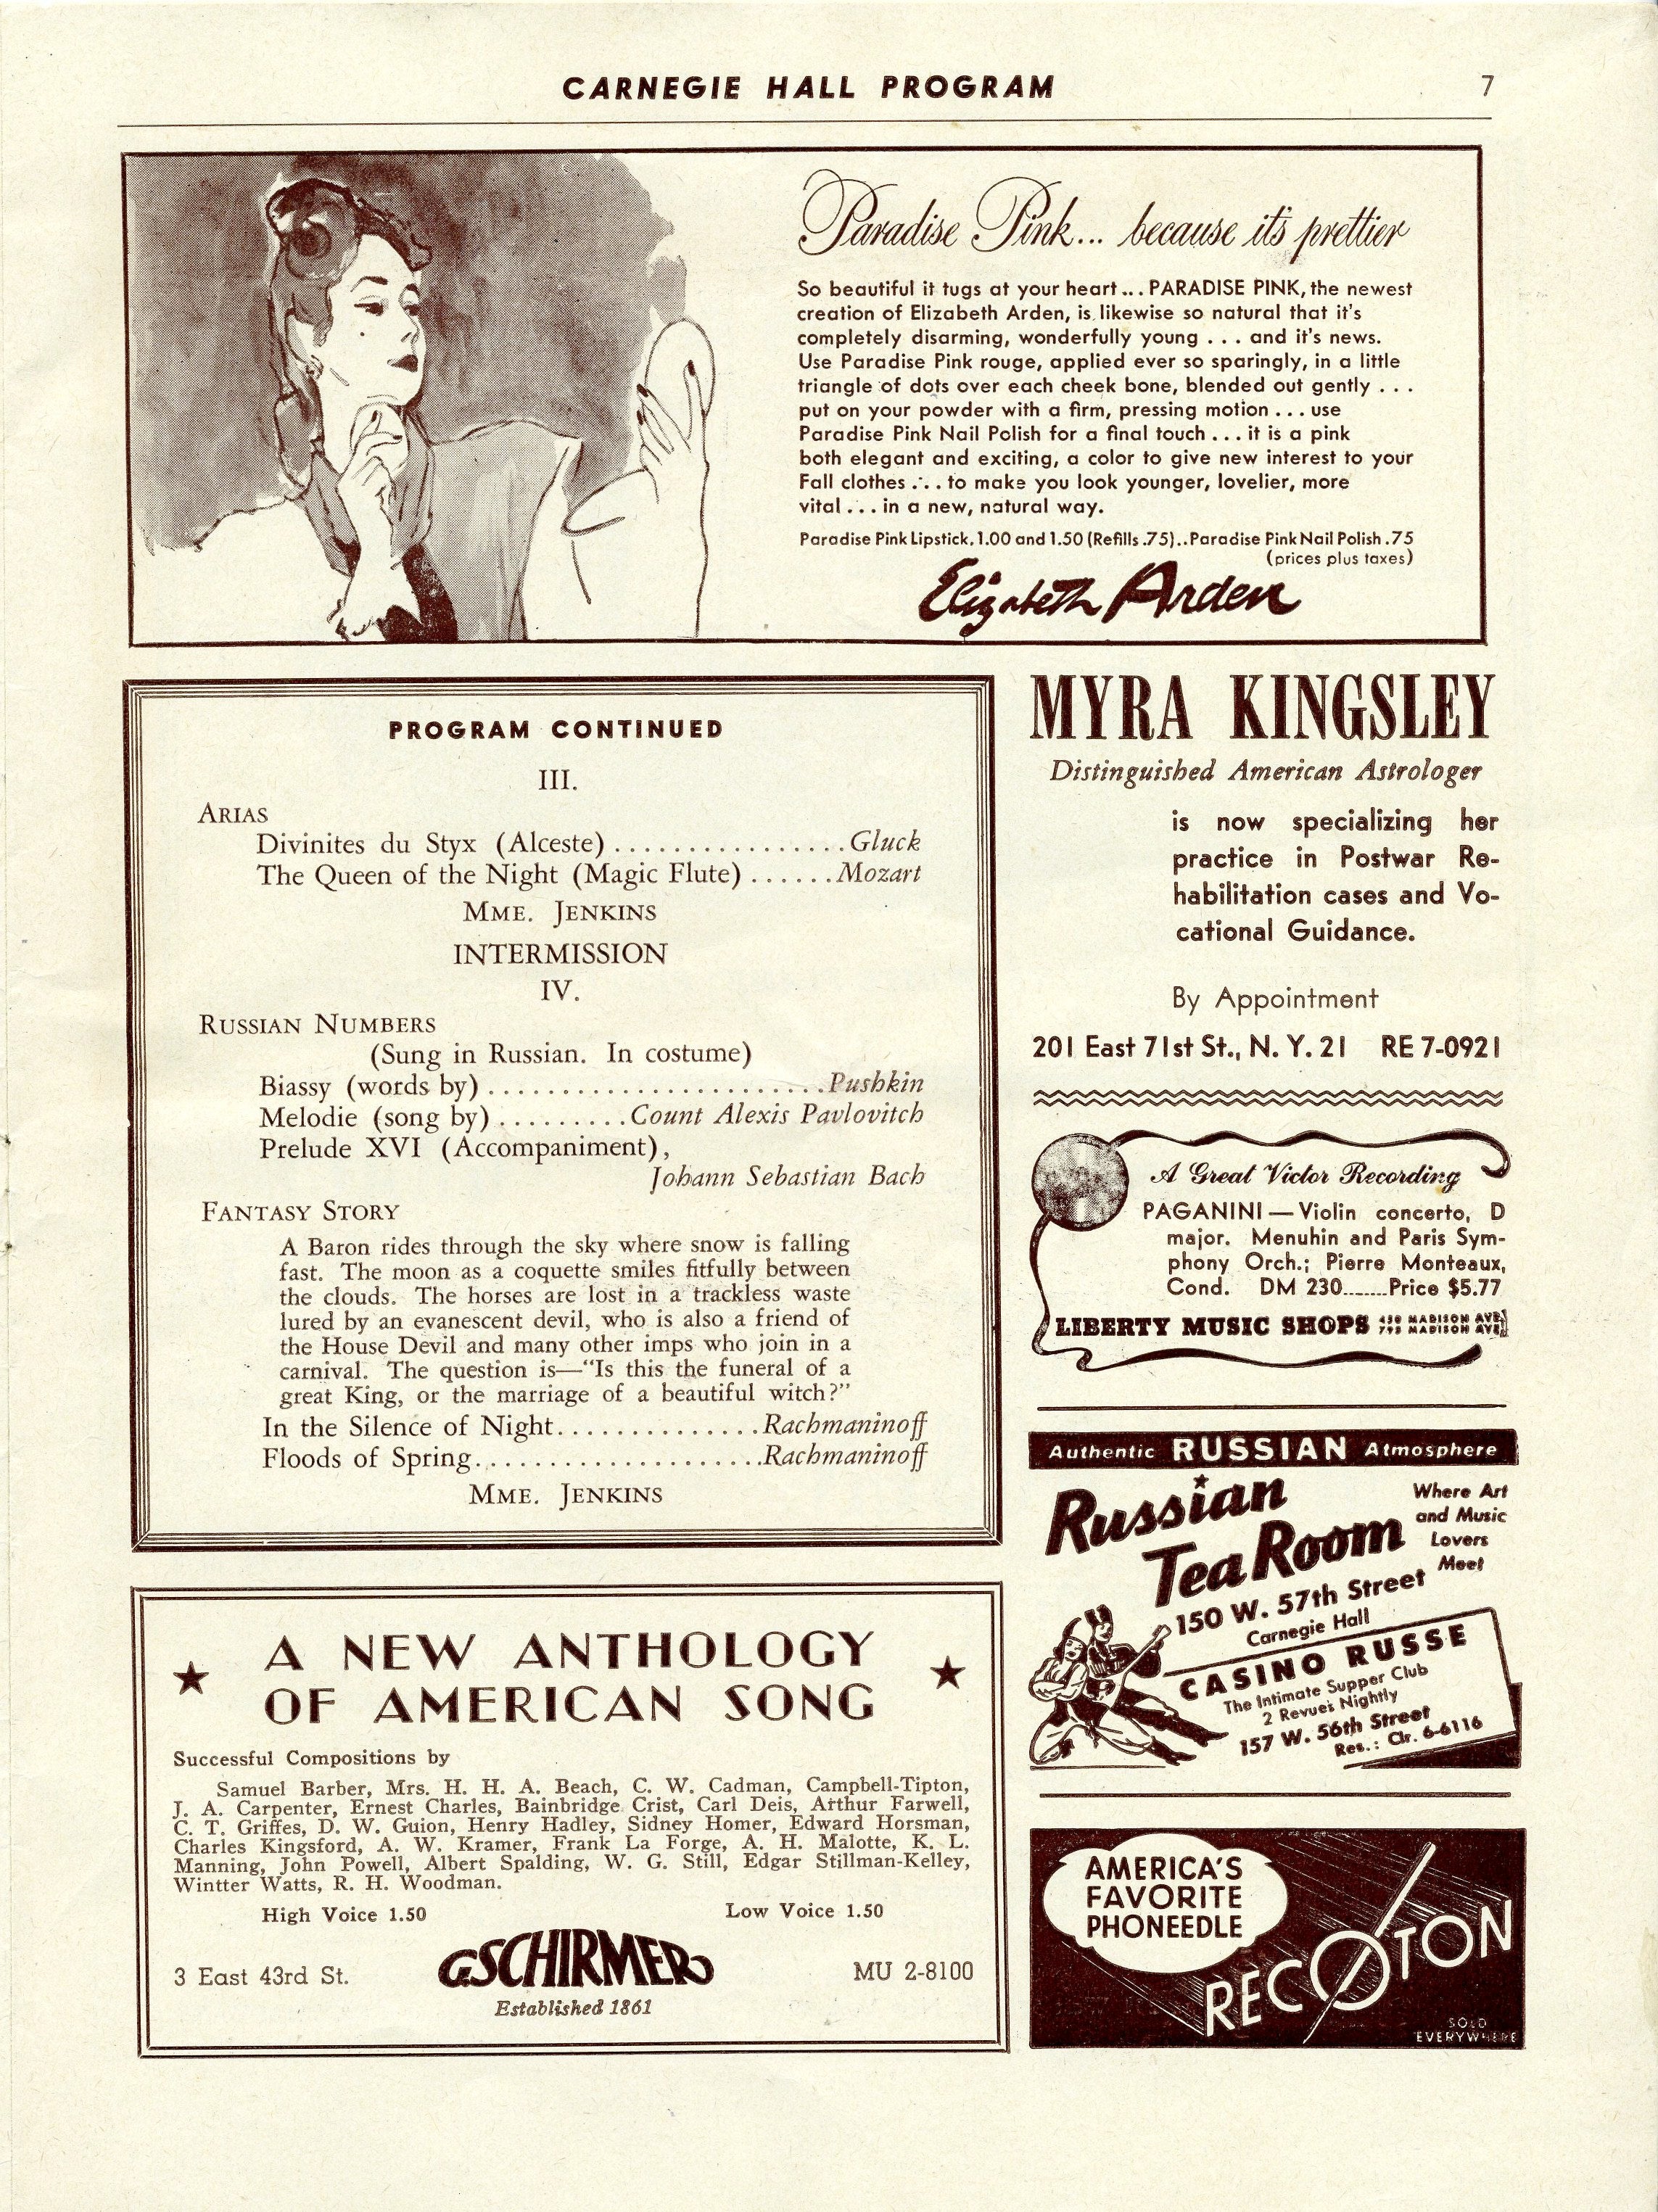 CARNEGIE HALL PROGRAM 7
Paradise Pink... because it's prettier
So beautiful it tugs at your heart ... PARADISE PINK, the newest
creation of Elizabeth Arden, is likewise so natural that it's
completely disarming, wonderfully young . . . and it's news.
Use Paradise Pink rouge, applied ever so sparingly, in a little
triangle of dots over each cheek bone, blended out gently . . .
put on your powder with a firm, pressing motion . . . use
Paradise Pink Nail Polish for a final touch . . . it is a pink
both elegant and exciting, a color to give new interest to your
Fall clothes . . . to make you look younger, lovelier, more
vital . . . in a new, natural way.
Paradise Pink Lipstick, 1.00 and 1.50 (Refills .75)..Paradise Pink Nail Polish .75
(prices plus taxes)
Elizabeth Arden
PROGRAM CONTINUED
III.
ARIAS
Divinites du Styx (Alceste) ................Gluck
The Queen of the Night (Magic Flute) ......Mozart
MME. JENKINS
INTERMISSION
IV.
RUSSIAN NUMBERS
(Sung in Russian. In costume)
Biassy (words by) .......................Pushkin
Melodie (song by) .........Count Alexis Pavlovitch
Prelude XVI (Accompaniment),
Johann Sebastian Bach
FANTASY STORY
A Baron rides through the sky where snow is falling
fast. The moon as a coquette smiles fitfully between
the clouds. The horses are lost in a trackless waste
lured by an evanescent devil, who is also a friend of
the House Devil and many other imps who join in a
carnival. The question is—“Is this the funeral of a
great King, or the marriage of a beautiful witch?”
In the Silence of Night..............Rachmaninoff
Floods of Spring....................Rachmaninoff
MME. JENKINS
A NEW ANTHOLOGY
OF AMERICAN SONG
Successful Compositions by
Samuel Barber, Mrs. H. H. A. Beach, C. W. Cadman, Campbell-Tipton,
J. A. Carpenter, Ernest Charles, Bainbridge Crist, Carl Deis, Arthur Farwell,
C. T. Griffes, D. W. Guion, Henry Hadley, Sidney Homer, Edward Horsman,
Charles Kingsford, A. W. Kramer, Frank La Forge, A. H. Malotte, K. L.
Manning, John Powell, Albert Spalding, W. G. Still, Edgar Stillman-Kelley,
Wintter Watts, R. H. Woodman.
High Voice 1.50 Low Voice 1.50
3 East 43rd St. G. SCHIRMER MU 2-8100
Established 1861
MYRA KINGSLEY
Distinguished American Astrologer
is now specializing her
practice in Postwar Re-
habilitation cases and Vo-
cational Guidance.
By Appointment
201 East 71st St., N. Y. 21 RE 7-0921
A Great Victor Recording
PAGANINI — Violin concerto, D
major. Menuhin and Paris Sym-
phony Orch.; Pierre Monteaux,
Cond. DM 230........Price $5.77
LIBERTY MUSIC SHOPS 450 MADISON AVE.
795 MADISON AVE.
Authentic RUSSIAN Atmosphere
Russian
Tea Room
Where Art
and Music
Lovers
Meet
150 W. 57th Street
Carnegie Hall
CASINO RUSSE
The Intimate Supper Club
2 Revues Nightly
157 W. 56th Street
Res.: Cir. 6-6116
AMERICA'S
FAVORITE
PHONEEDLE
RECOTON
SOLD
EVERYWHERE